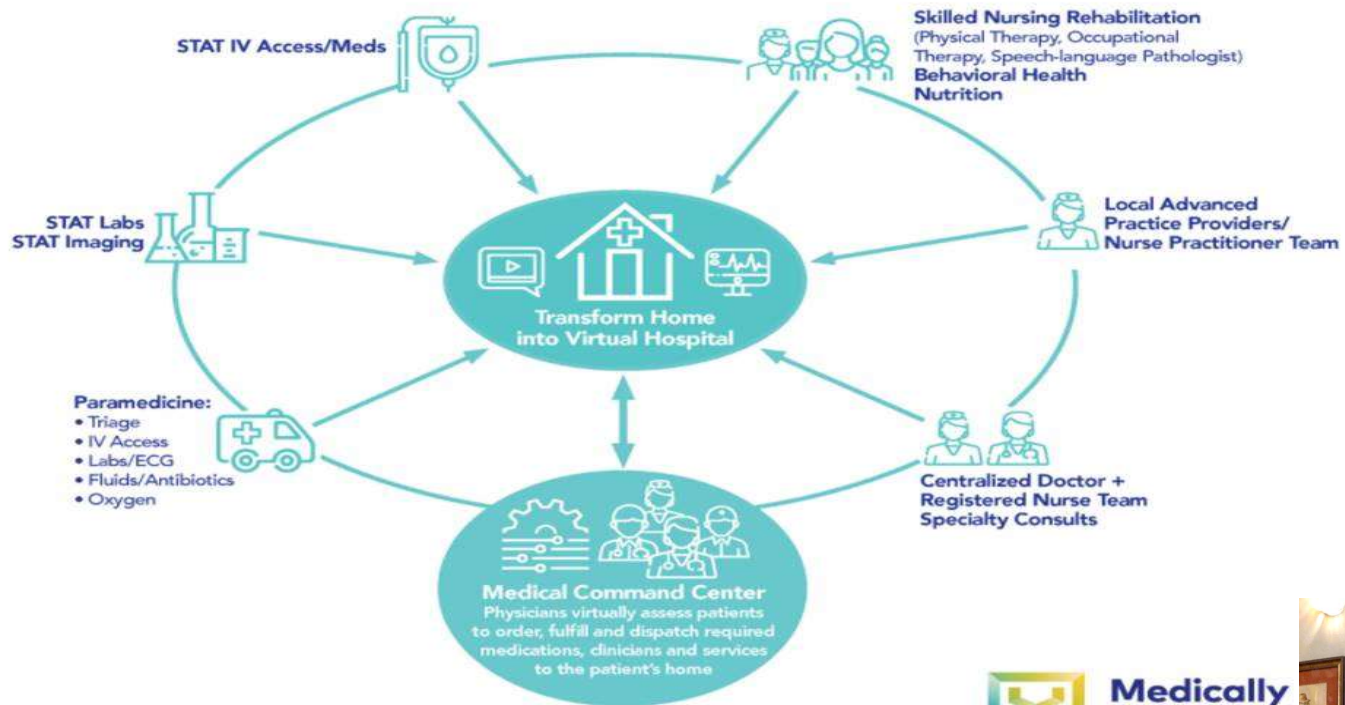 STAT IV Access/Meds
Skilled Nursing Rehabilitation
(Physical Therapy, Occupational
Therapy, Speech-language Pathologist)
Behavioral Health
Nutrition
STAT Labs
STAT Imaging
Local Advanced
Practice Providers/
Nurse Practitioner Team
Transform Home
into Virtual Hospital
Paramedicine:
• Triage
• IV Access
• Labs/ECG
• Fluids/Antibiotics
• Oxygen
Centralized Doctor +
Registered Nurse Team
Specialty Consults
Medical Command Center
Physicians virtually assess patients
to order, fulfill and dispatch required
medications, clinicians and services
to the patient's home
Medically